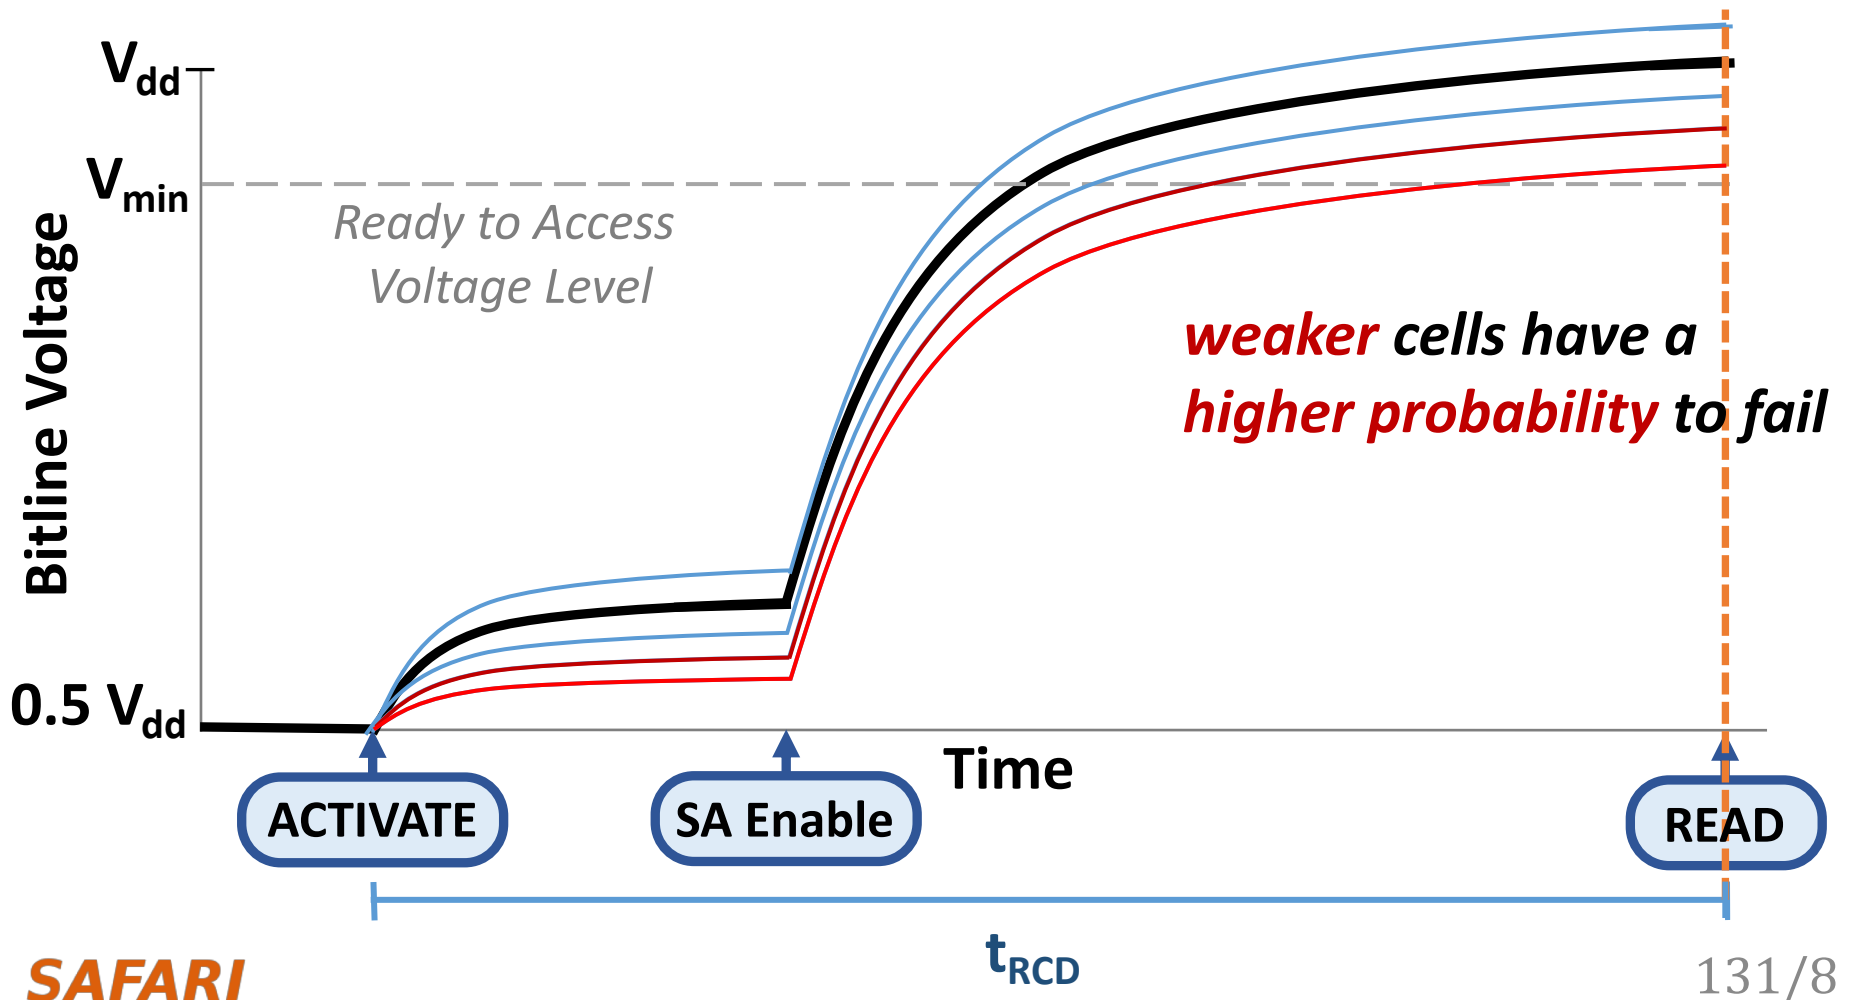 Vdd
Vmin
Ready to Access
Voltage Level
Bitline Voltage
weaker cells have a
higher probability to fail
0.5 Vdd
Time
ACTIVATE
SA Enable
READ
tRCD
SAFARI
131/8